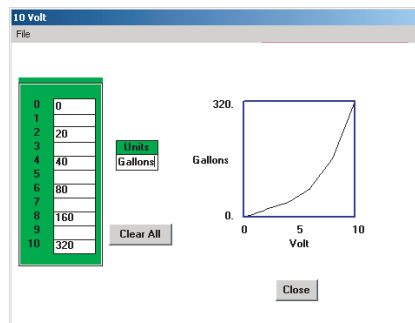 10 Volt
File
0 0
1
2 20
3
4 40
5
6 80
7
8 160
9
10 320
Units
Gallons
Clear All
320.
Gallons
0.
0 5 10
Volt
Close